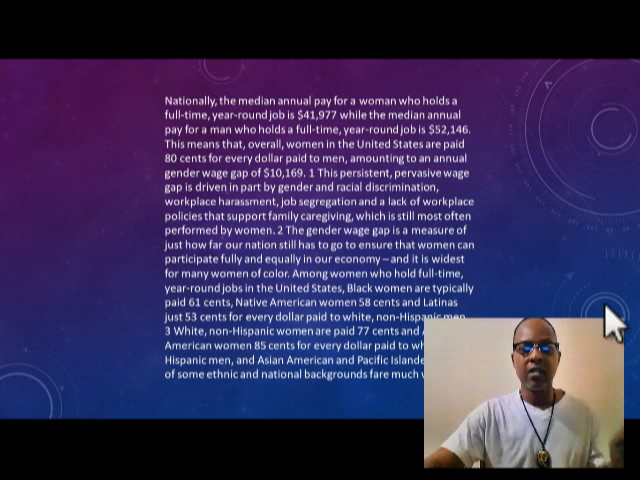 Nationally, the median annual pay for a woman who holds a
full-time, year-round job is $41,977 while the median annual
pay for a man who holds a full-time, year-round job is $52,146.
This means that, overall, women in the United States are paid
80 cents for every dollar paid to men, amounting to an annual
gender wage gap of $10,169. 1 This persistent, pervasive wage
gap is driven in part by gender and racial discrimination,
workplace harassment, job segregation and a lack of workplace
policies that support family caregiving, which is still most often
performed by women. 2 The gender wage gap is a measure of
just how far our nation still has to go to ensure that women can
participate fully and equally in our economy – and it is widest
for many women of color. Among women who hold full-time,
year-round jobs in the United States, Black women are typically
paid 61 cents, Native American women 58 cents and Latinas
just 53 cents for every dollar paid to white, non-Hispanic men.
3 White, non-Hispanic women are paid 77 cents and
American women 85 cents for every dollar paid to
Hispanic men, and Asian American and Pacific
of some ethnic and national backgrounds fare much